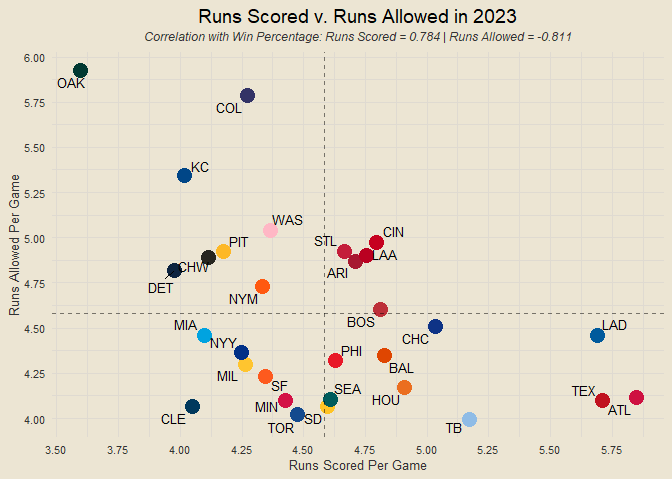 Runs Scored v. Runs Allowed in 2023
Correlation with Win Percentage: Runs Scored = 0.784 | Runs Allowed = -0.811
6.00
OAK
5.75
COL
5.50
KC
5.25
WAS
5.00
CIN
PIT
STL
LAA
CHW
ARI
DET
4.75
NYM
BOS
MIA
LAD
4.50
CHC
NYY
PHI
MIL
BAL
4.25
SF
SEA
TEX
HOU
MIN
ATL
CLE
SD
TOR
TB
4.00
3.50
3.75
4.00
4.25
4.50
4.75
5.00
5.25
5.50
5.75
Runs Scored Per Game
Runs Allowed Per Game